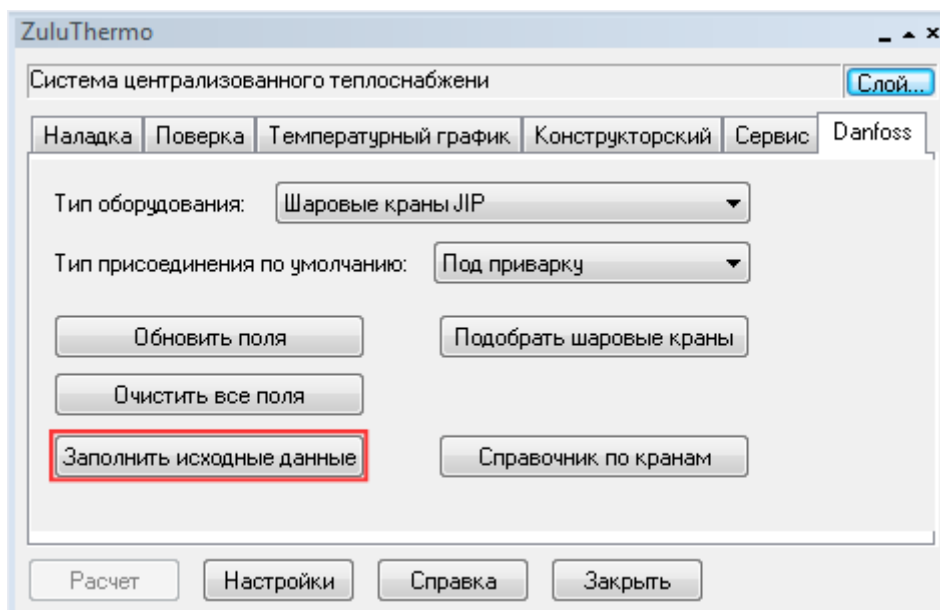 ZuluThermo
Система централизованного теплоснабжени
Слой...
Наладка Поверка Температурный график Конструкторский Сервис Danfoss
Тип оборудования: Шаровые краны JIP
Тип присоединения по умолчанию: Под приварку
Обновить поля Подобрать шаровые краны
Очистить все поля
Заполнить исходные данные Справочник по кранам
Расчет Настройки Справка Закрыть